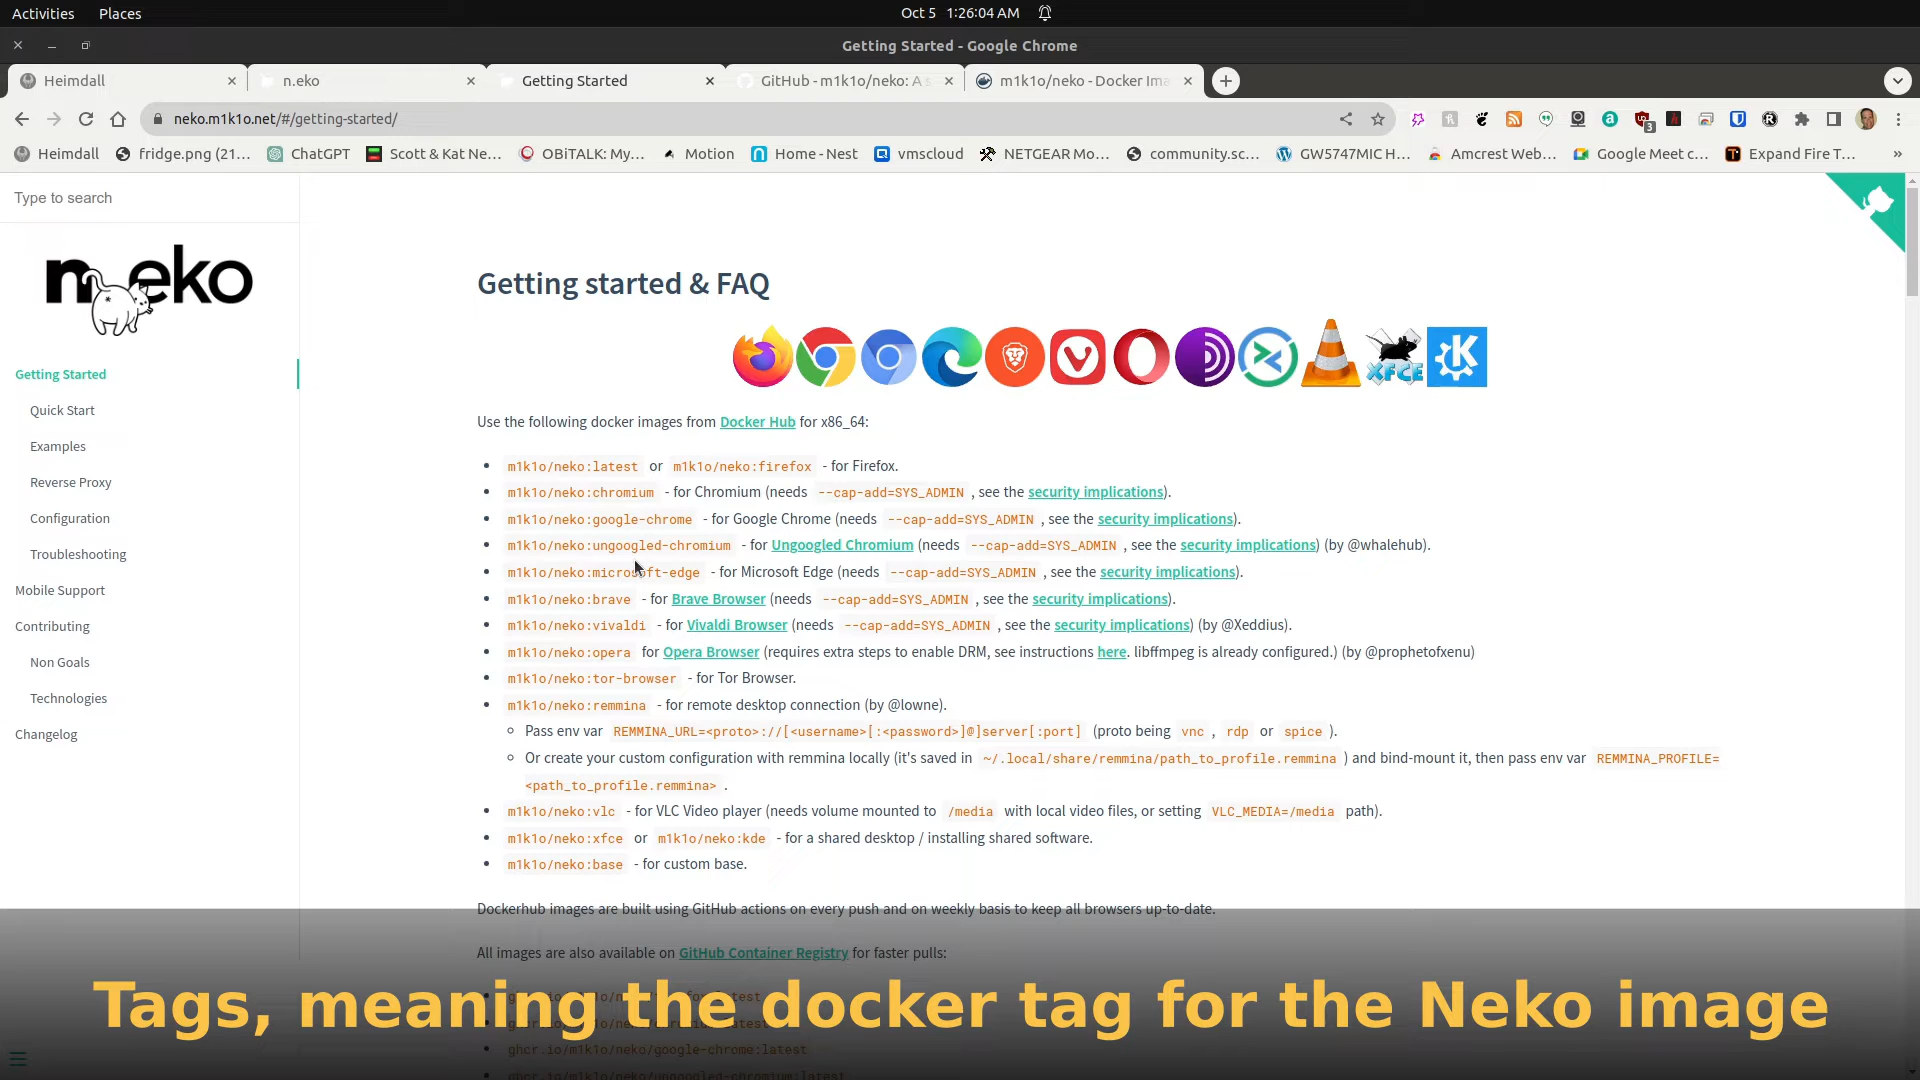 Activities Places Oct 5 1:26:04 AM
Getting Started - Google Chrome
Heimdall n.eko Getting Started GitHub - m1k1o/neko: A s m1k1o/neko - Docker Ima
neko.m1k1o.net/#/getting-started/
3
Heimdall fridge.png (21... ChatGPT Scott & Kat Ne... OBiTALK: My... Motion Home - Nest vmscloud NETGEAR Mo... community.sc... GW5747MIC H... Amcrest Web... Google Meet c... Expand Fire T... »
Type to search
n.eko
Getting Started
Quick Start
Examples
Reverse Proxy
Configuration
Troubleshooting
Mobile Support
Contributing
Non Goals
Technologies
Changelog
Getting started & FAQ
XFCE
Use the following docker images from Docker Hub for x86_64:
m1k1o/neko:latest or m1k1o/neko:firefox - for Firefox.
m1k1o/neko:chromium - for Chromium (needs --cap-add=SYS_ADMIN , see the security implications).
m1k1o/neko:google-chrome - for Google Chrome (needs --cap-add=SYS_ADMIN , see the security implications).
m1k1o/neko:ungoogled-chromium - for Ungoogled Chromium (needs --cap-add=SYS_ADMIN , see the security implications) (by @whalehub).
m1k1o/neko:microsoft-edge - for Microsoft Edge (needs --cap-add=SYS_ADMIN , see the security implications).
m1k1o/neko:brave - for Brave Browser (needs --cap-add=SYS_ADMIN , see the security implications).
m1k1o/neko:vivaldi - for Vivaldi Browser (needs --cap-add=SYS_ADMIN , see the security implications) (by @Xeddius).
m1k1o/neko:opera for Opera Browser (requires extra steps to enable DRM, see instructions here. libffmpeg is already configured.) (by @prophetofxenu)
m1k1o/neko:tor-browser - for Tor Browser.
m1k1o/neko:remmina - for remote desktop connection (by @lowne).
Pass env var REMMINA_URL=<proto>://[<username>[:<password>]@]server[:port] (proto being vnc , rdp or spice ).
Or create your custom configuration with remmina locally (it's saved in ~/.local/share/remmina/path_to_profile.remmina ) and bind-mount it, then pass env var REMMINA_PROFILE=
<path_to_profile.remmina> .
m1k1o/neko:vlc - for VLC Video player (needs volume mounted to /media with local video files, or setting VLC_MEDIA=/media path).
m1k1o/neko:xfce or m1k1o/neko:kde - for a shared desktop / installing shared software.
m1k1o/neko:base - for custom base.
Dockerhub images are built using GitHub actions on every push and on weekly basis to keep all browsers up-to-date.
All images are also available on GitHub Container Registry for faster pulls:
Tags, meaning the docker tag for the Neko image
ghcr.io/m1k1o/neko/google-chrome:latest
ghcr.io/m1k1o/neko/ungoogled-chromium:latest